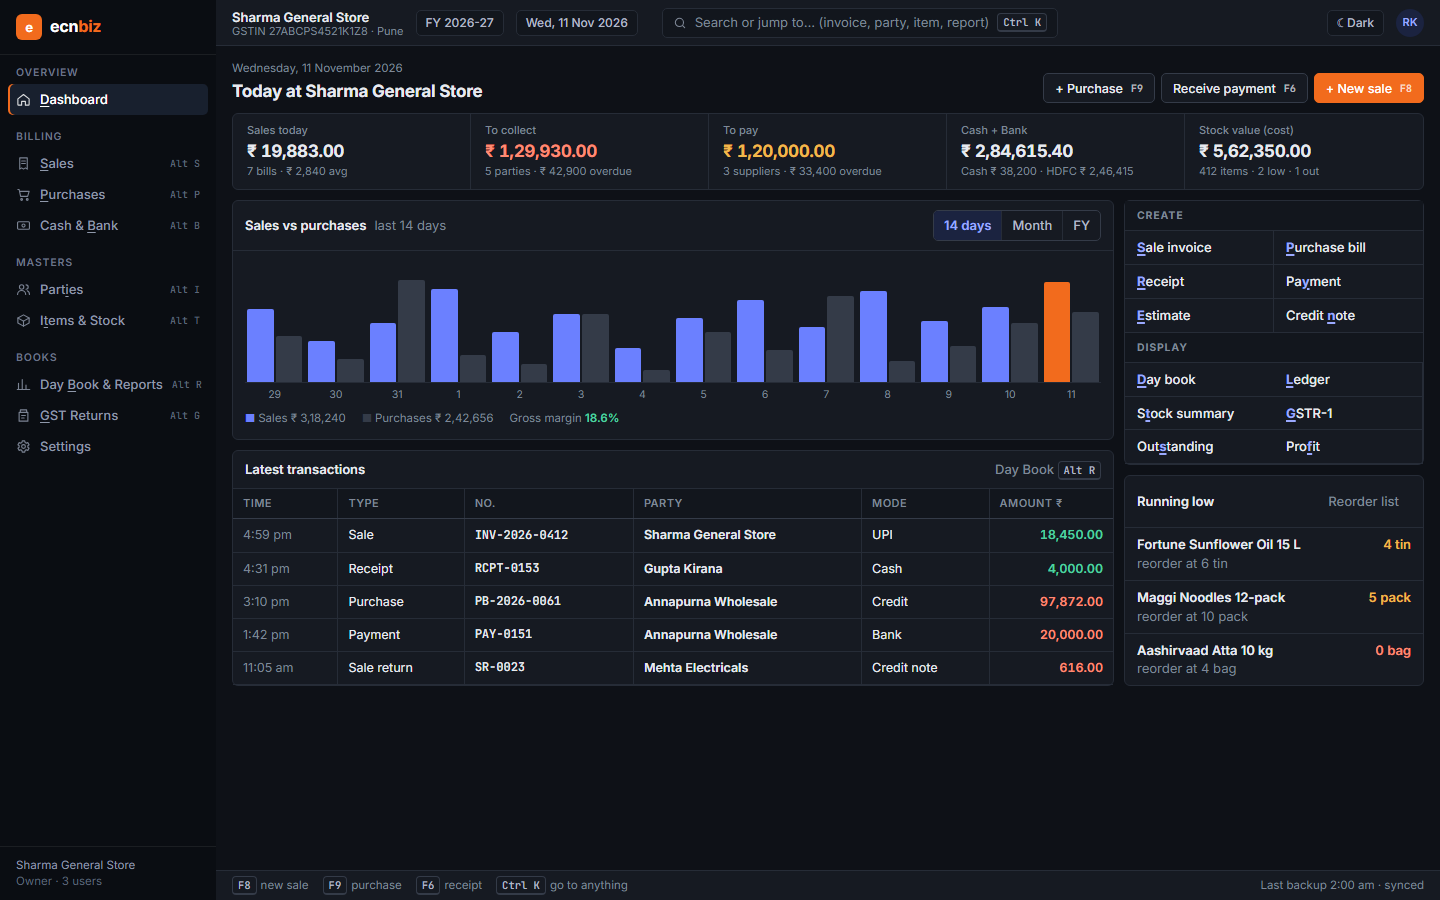 e ecnbiz
OVERVIEW
Dashboard
BILLING
Sales Alt S
Purchases Alt P
Cash & Bank Alt B
MASTERS
Parties Alt I
Items & Stock Alt T
BOOKS
Day Book & Reports Alt R
GST Returns Alt G
Settings
Sharma General Store
Owner · 3 users
Sharma General Store
GSTIN 27ABCPS4521K1Z8 · Pune
FY 2026-27
Wed, 11 Nov 2026
Search or jump to... (invoice, party, item, report) Ctrl K
☾ Dark
RK
Wednesday, 11 November 2026
Today at Sharma General Store
+ Purchase F9
Receive payment F6
+ New sale F8
Sales today
₹ 19,883.00
7 bills · ₹ 2,840 avg
To collect
₹ 1,29,930.00
5 parties · ₹ 42,900 overdue
To pay
₹ 1,20,000.00
3 suppliers · ₹ 33,400 overdue
Cash + Bank
₹ 2,84,615.40
Cash ₹ 38,200 · HDFC ₹ 2,46,415
Stock value (cost)
₹ 5,62,350.00
412 items · 2 low · 1 out
Sales vs purchases last 14 days
14 days Month FY
29 30 31 1 2 3 4 5 6 7 8 9 10 11
Sales ₹ 3,18,240 Purchases ₹ 2,42,656 Gross margin 18.6%
Latest transactions Day Book Alt R
TIME TYPE NO. PARTY MODE AMOUNT ₹
4:59 pm Sale INV-2026-0412 Sharma General Store UPI 18,450.00
4:31 pm Receipt RCPT-0153 Gupta Kirana Cash 4,000.00
3:10 pm Purchase PB-2026-0061 Annapurna Wholesale Credit 97,872.00
1:42 pm Payment PAY-0151 Annapurna Wholesale Bank 20,000.00
11:05 am Sale return SR-0023 Mehta Electricals Credit note 616.00
CREATE
Sale invoice Purchase bill
Receipt Payment
Estimate Credit note
DISPLAY
Day book Ledger
Stock summary GSTR-1
Outstanding Profit
Running low Reorder list
Fortune Sunflower Oil 15 L 4 tin
reorder at 6 tin
Maggi Noodles 12-pack 5 pack
reorder at 10 pack
Aashirvaad Atta 10 kg 0 bag
reorder at 4 bag
F8 new sale F9 purchase F6 receipt Ctrl K go to anything
Last backup 2:00 am · synced